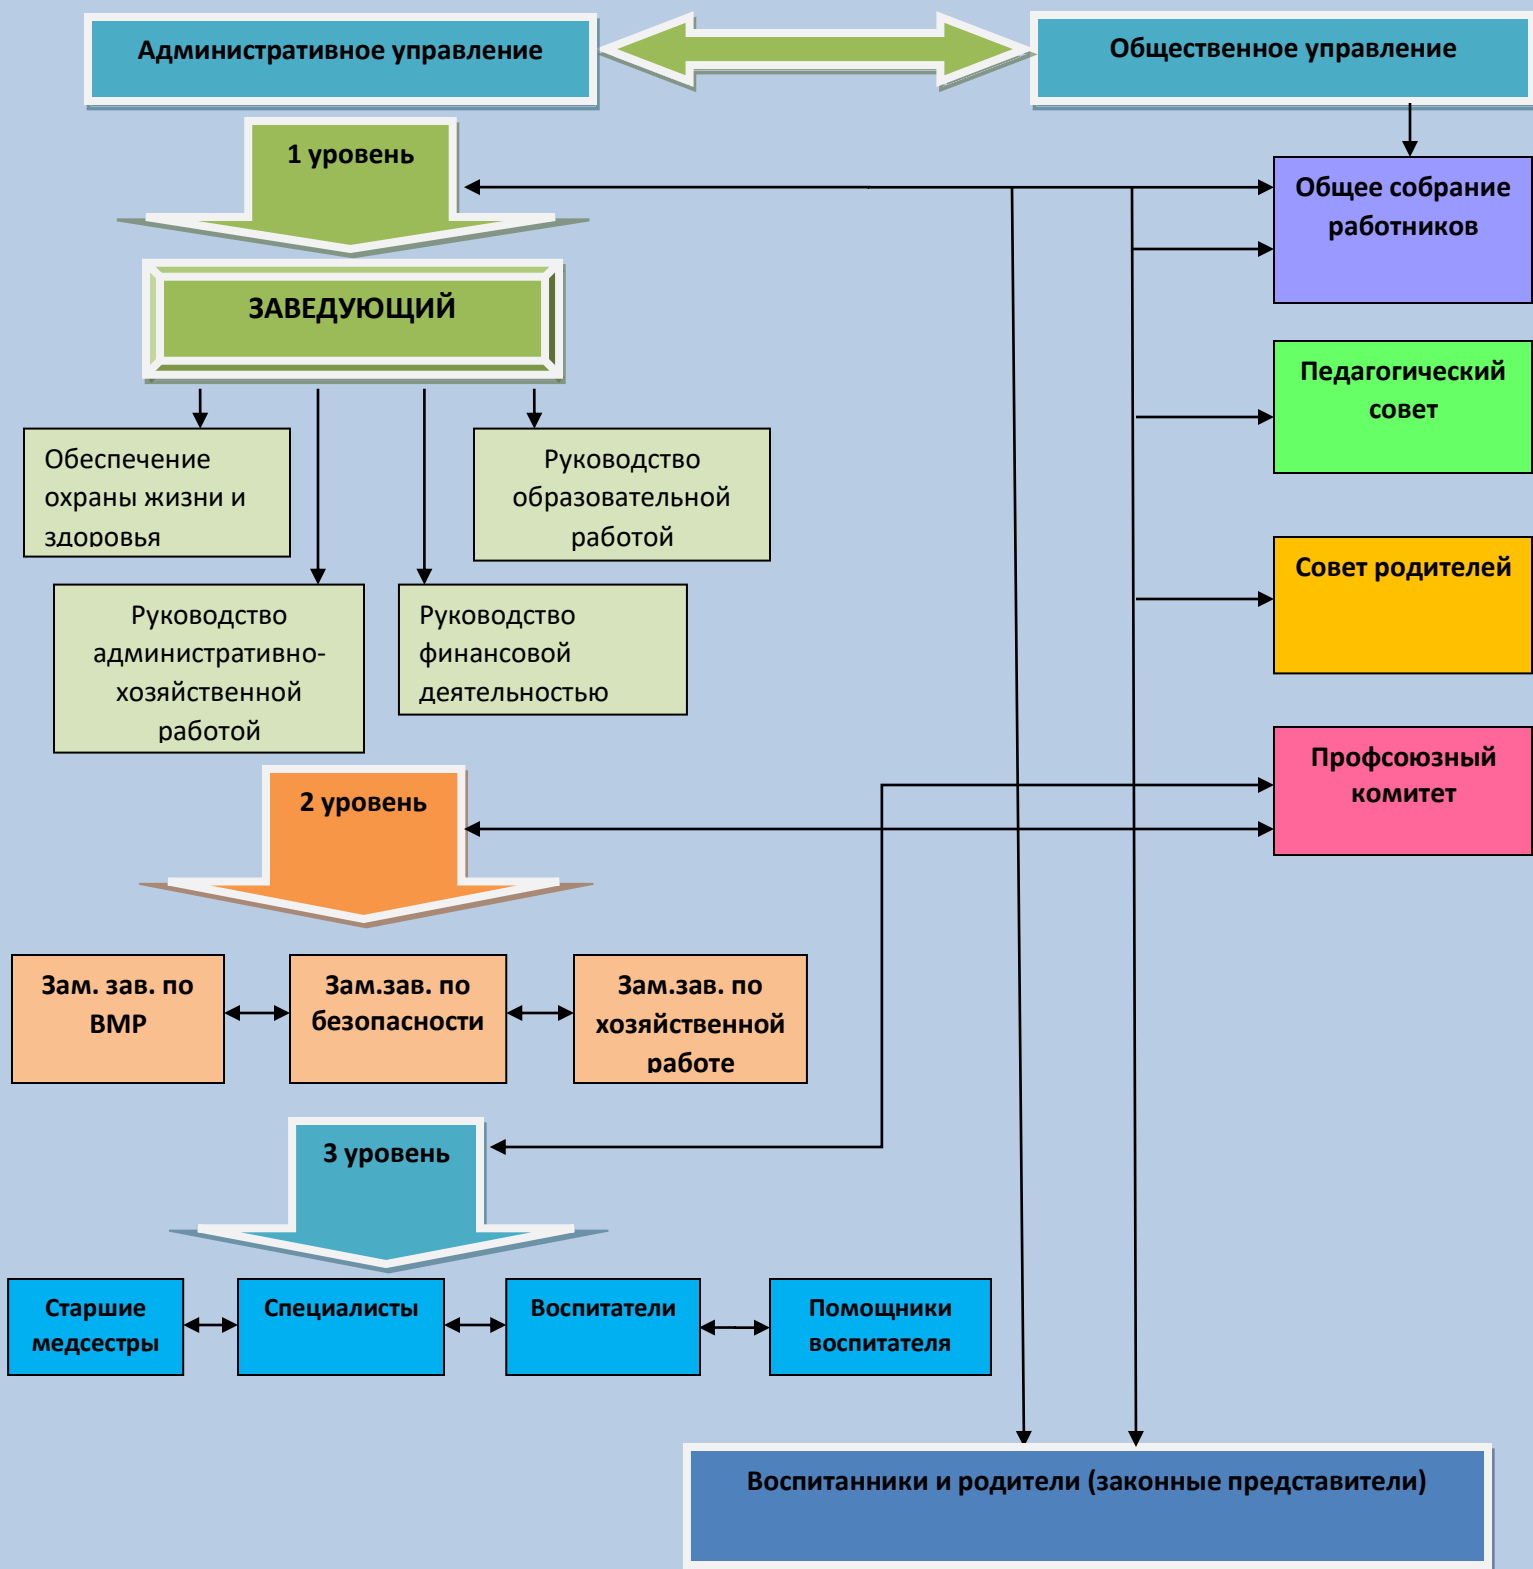 Административное управление
Общественное управление
1 уровень
Общее собрание
работников
ЗАВЕДУЮЩИЙ
Педагогический
совет
Обеспечение
охраны жизни и
здоровья
Руководство
образовательной
работой
Совет родителей
Руководство
административно-
хозяйственной
работой
Руководство
финансовой
деятельностью
Профсоюзный
комитет
2 уровень
Зам. зав. по
ВМР
Зам.зав. по
безопасности
Зам.зав. по
хозяйственной
работе
3 уровень
Старшие
медсестры
Специалисты
Воспитатели
Помощники
воспитателя
Воспитанники и родители (законные представители)